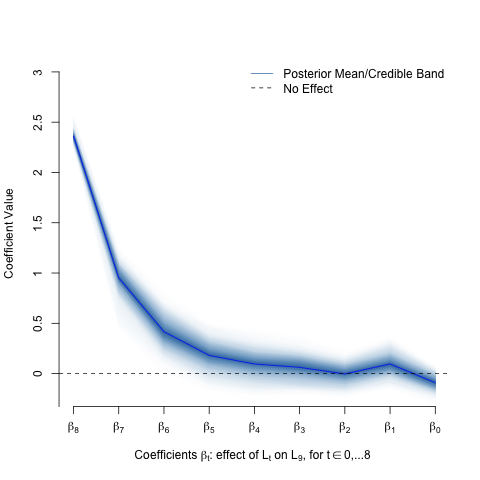 Posterior Mean/Credible Band
No Effect
Coefficient Value
3
2.5
2
1.5
1
0.5
0
β₈ β₇ β₆ β₅ β₄ β₃ β₂ β₁ β₀
Coefficients βₜ: effect of Lₜ on L₉, for t∈0,...8